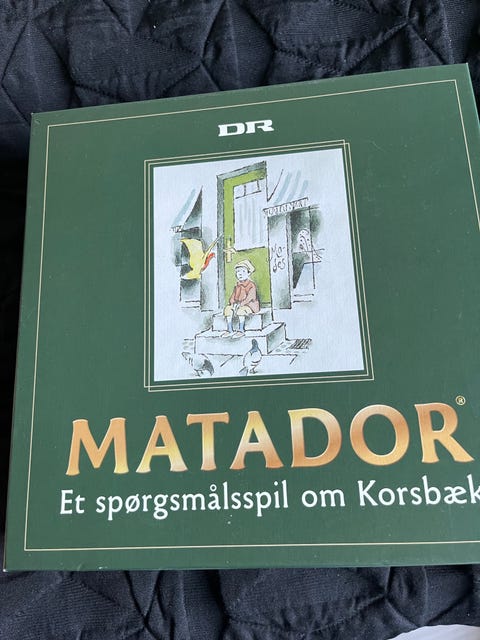 DR
MATADOR®
Et spørgsmålsspil om Korsbæk